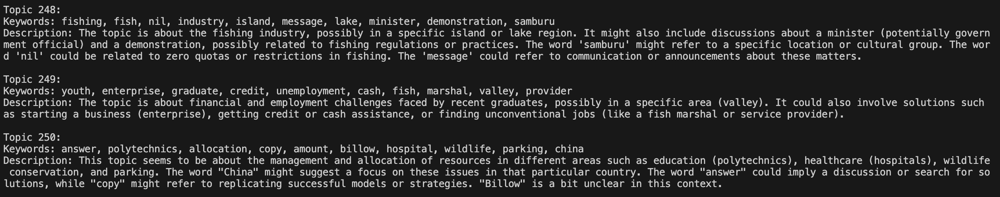 Topic 248:
Keywords: fishing, fish, nil, industry, island, message, lake, minister, demonstration, samburu
Description: The topic is about the fishing industry, possibly in a specific island or lake region. It might also include discussions about a minister (potentially govern
ment official) and a demonstration, possibly related to fishing regulations or practices. The word 'samburu' might refer to a specific location or cultural group. The wor
d 'nil' could be related to zero quotas or restrictions in fishing. The 'message' could refer to communication or announcements about these matters.
Topic 249:
Keywords: youth, enterprise, graduate, credit, unemployment, cash, fish, marshal, valley, provider
Description: The topic is about financial and employment challenges faced by recent graduates, possibly in a specific area (valley). It could also involve solutions such
as starting a business (enterprise), getting credit or cash assistance, or finding unconventional jobs (like a fish marshal or service provider).
Topic 250:
Keywords: answer, polytechnics, allocation, copy, amount, billow, hospital, wildlife, parking, china
Description: This topic seems to be about the management and allocation of resources in different areas such as education (polytechnics), healthcare (hospitals), wildlife
 conservation, and parking. The word "China" might suggest a focus on these issues in that particular country. The word "answer" could imply a discussion or search for so
lutions, while "copy" might refer to replicating successful models or strategies. "Billow" is a bit unclear in this context.